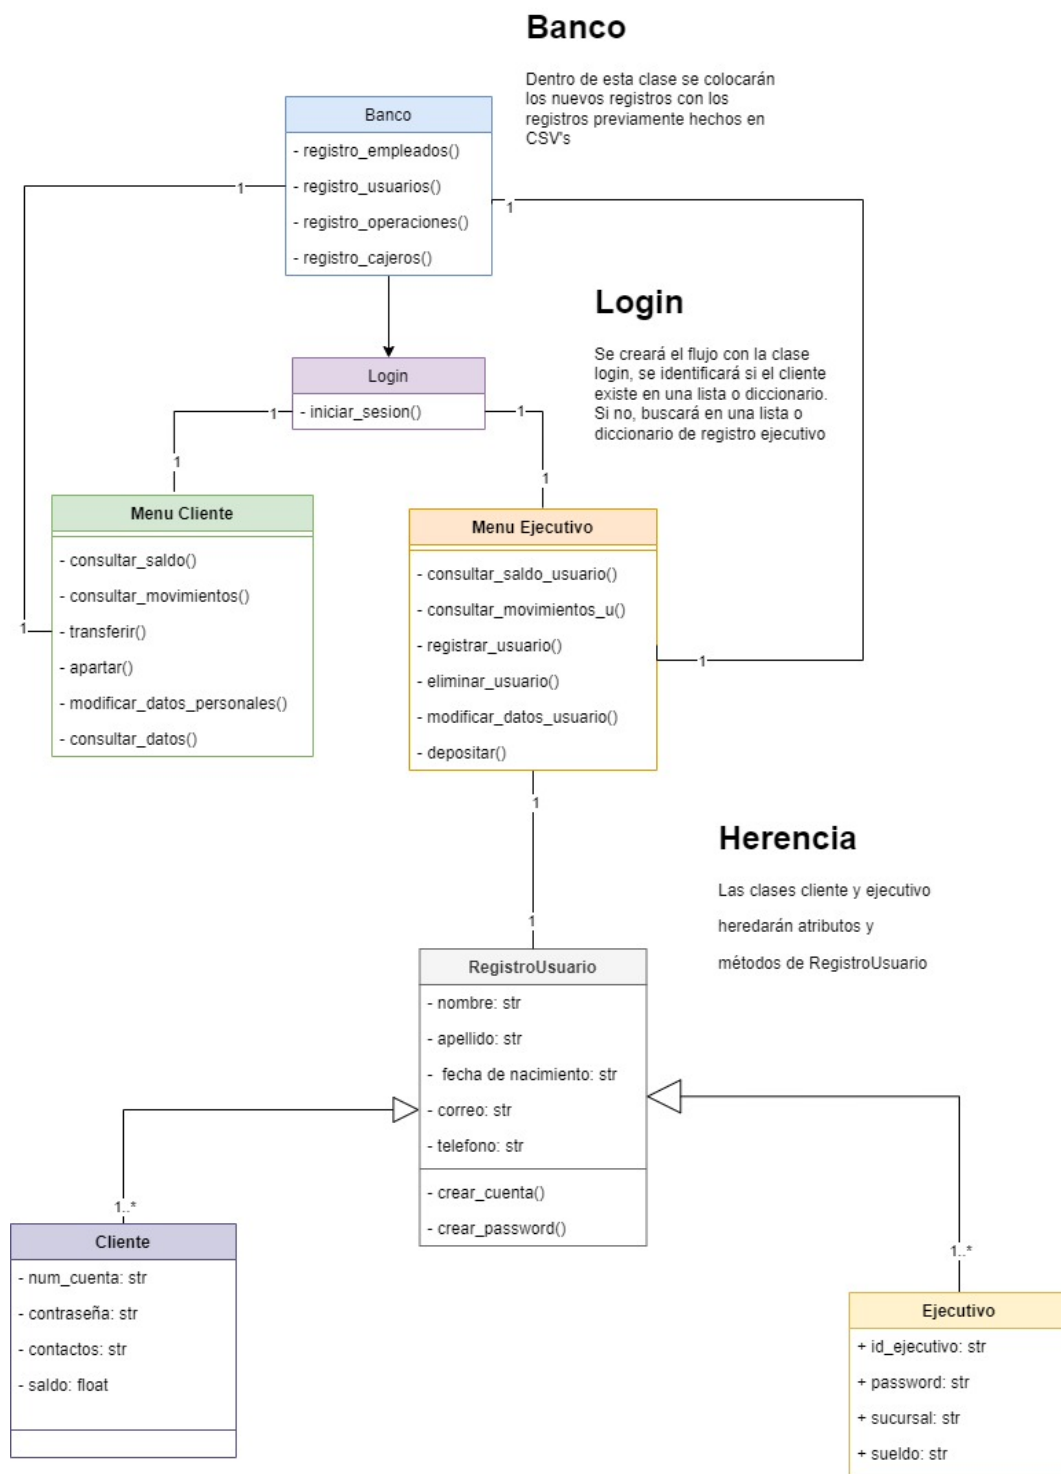 Banco
Dentro de esta clase se colocarán
los nuevos registros con los
registros previamente hechos en
CSV's
Banco
- registro_empleados()
- registro_usuarios()
- registro_operaciones()
- registro_cajeros()
1
1
Login
Se creará el flujo con la clase
login, se identificará si el cliente
existe en una lista o diccionario.
Si no, buscará en una lista o
diccionario de registro ejecutivo
Login
- iniciar_sesion()
1
1
1
1
Menu Cliente
- consultar_saldo()
- consultar_movimientos()
- transferir()
- apartar()
- modificar_datos_personales()
- consultar_datos()
1
Menu Ejecutivo
- consultar_saldo_usuario()
- consultar_movimientos_u()
- registrar_usuario()
- eliminar_usuario()
- modificar_datos_usuario()
- depositar()
1
1
1
Herencia
Las clases cliente y ejecutivo
heredarán atributos y
métodos de RegistroUsuario
RegistroUsuario
- nombre: str
- apellido: str
- fecha de nacimiento: str
- correo: str
- telefono: str
- crear_cuenta()
- crear_password()
1..*
Cliente
- num_cuenta: str
- contraseña: str
- contactos: str
- saldo: float
1..*
Ejecutivo
+ id_ejecutivo: str
+ password: str
+ sucursal: str
+ sueldo: str